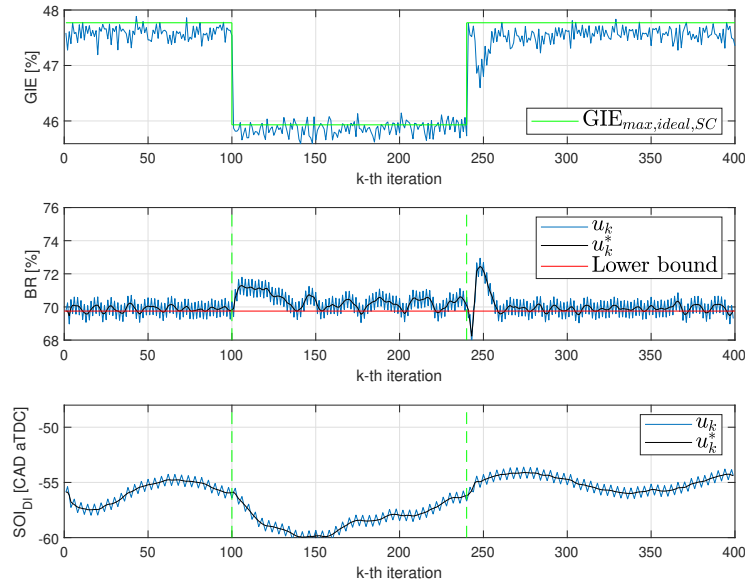 48
47
46
GIE [%]
GIE_{max,ideal,SC}
0 50 100 150 200 250 300 350 400
k-th iteration
76
74
72
70
68
BR [%]
u_k
u_k^*
Lower bound
0 50 100 150 200 250 300 350 400
k-th iteration
-50
-55
-60
SOI_{DI} [CAD aTDC]
u_k
u_k^*
0 50 100 150 200 250 300 350 400
k-th iteration